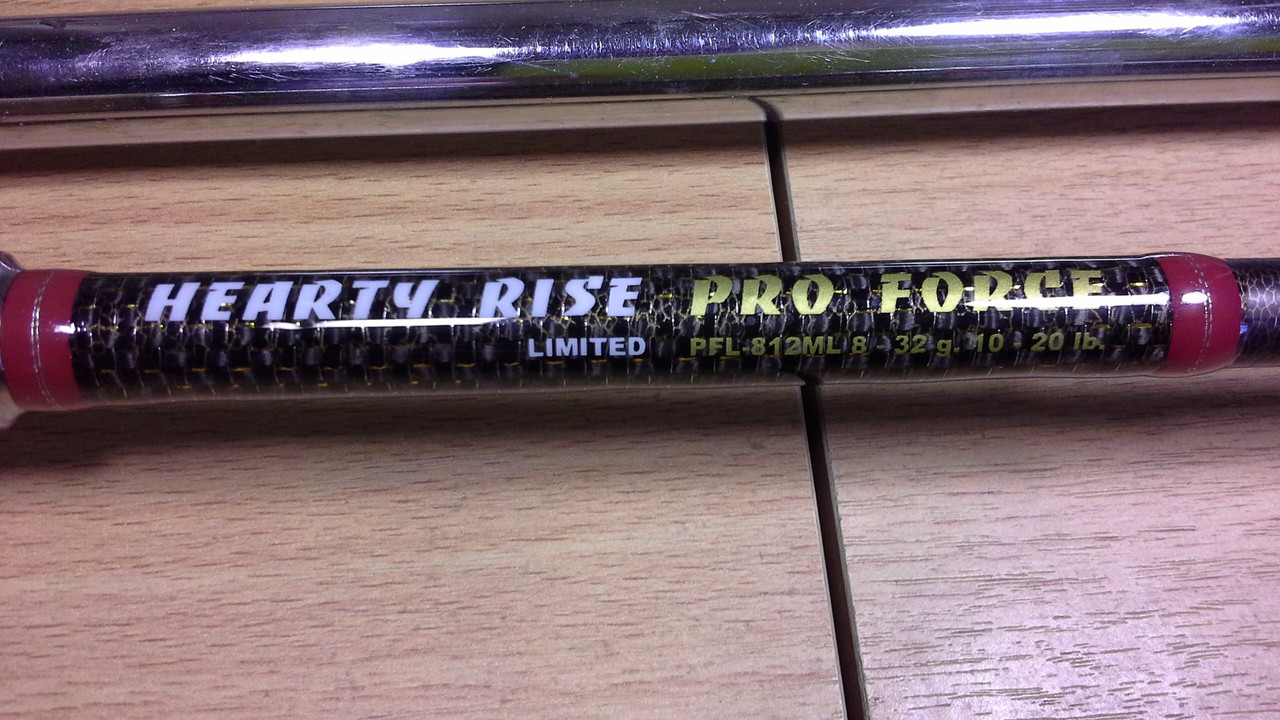 HEARTY RISE PRO FORCE
LIMITED PFL-812ML 8 - 32 g. 10 - 20 lb.